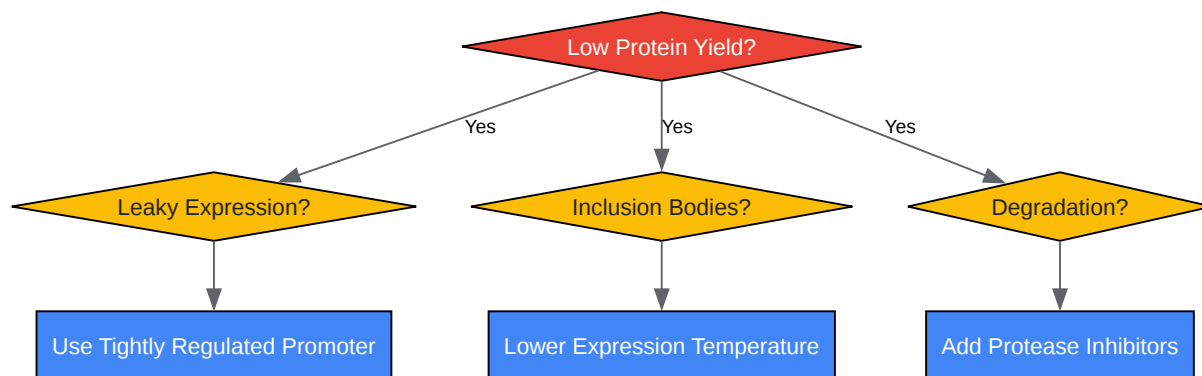 Low Protein Yield?
Yes
Yes
Yes
Leaky Expression?
Inclusion Bodies?
Degradation?
Use Tightly Regulated Promoter
Lower Expression Temperature
Add Protease Inhibitors